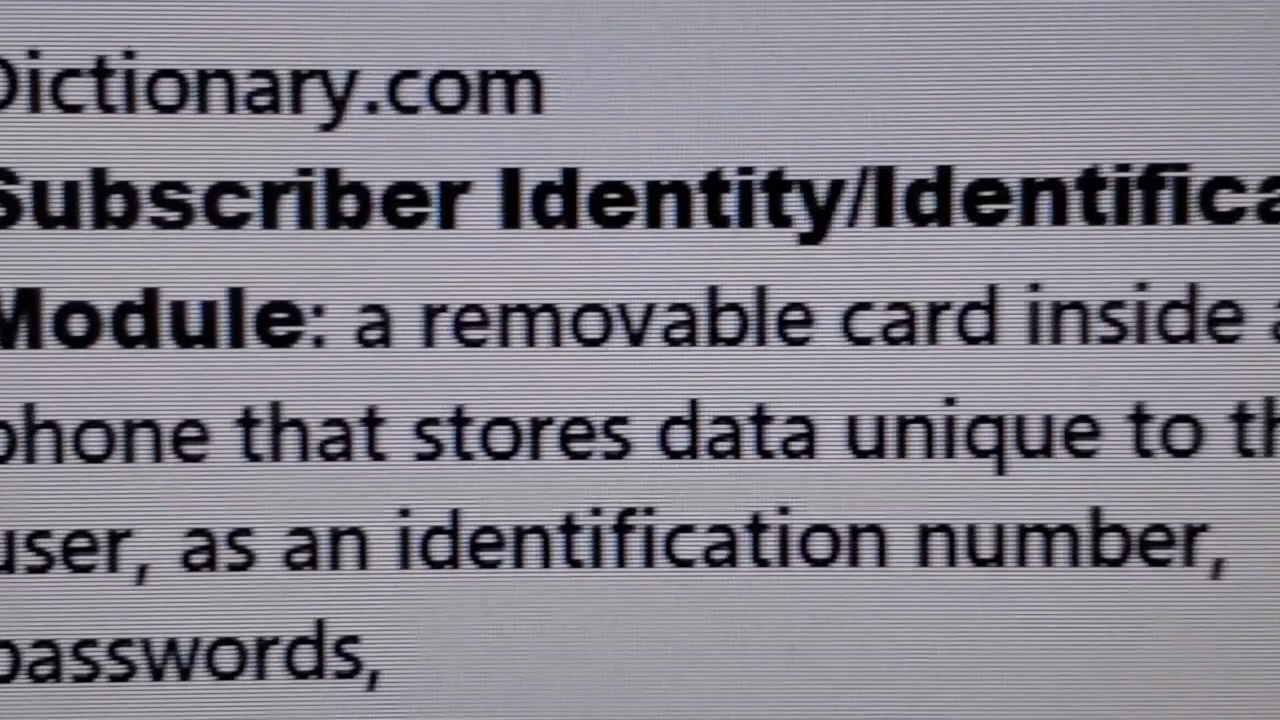 Dictionary.com
Subscriber Identity/Identifica
Module: a removable card inside a
phone that stores data unique to th
user, as an identification number,
passwords,